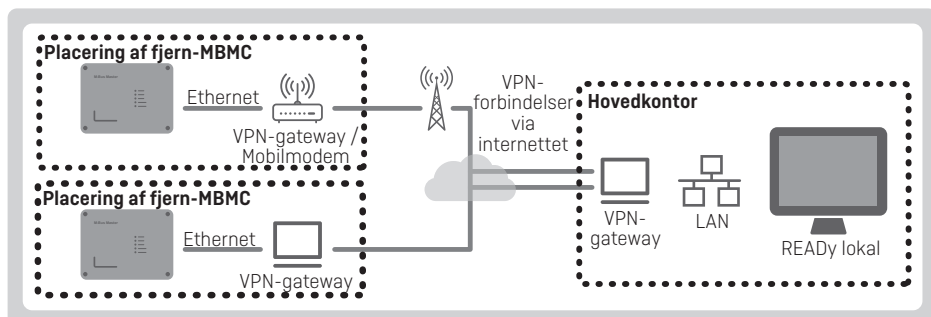 Placering af fjern-MBMC
Ethernet
VPN-gateway /
Mobilmodem
Placering af fjern-MBMC
Ethernet
VPN-gateway
VPN-
forbindelser
via
internettet
Hovedkontor
VPN-
gateway
LAN
READy lokal